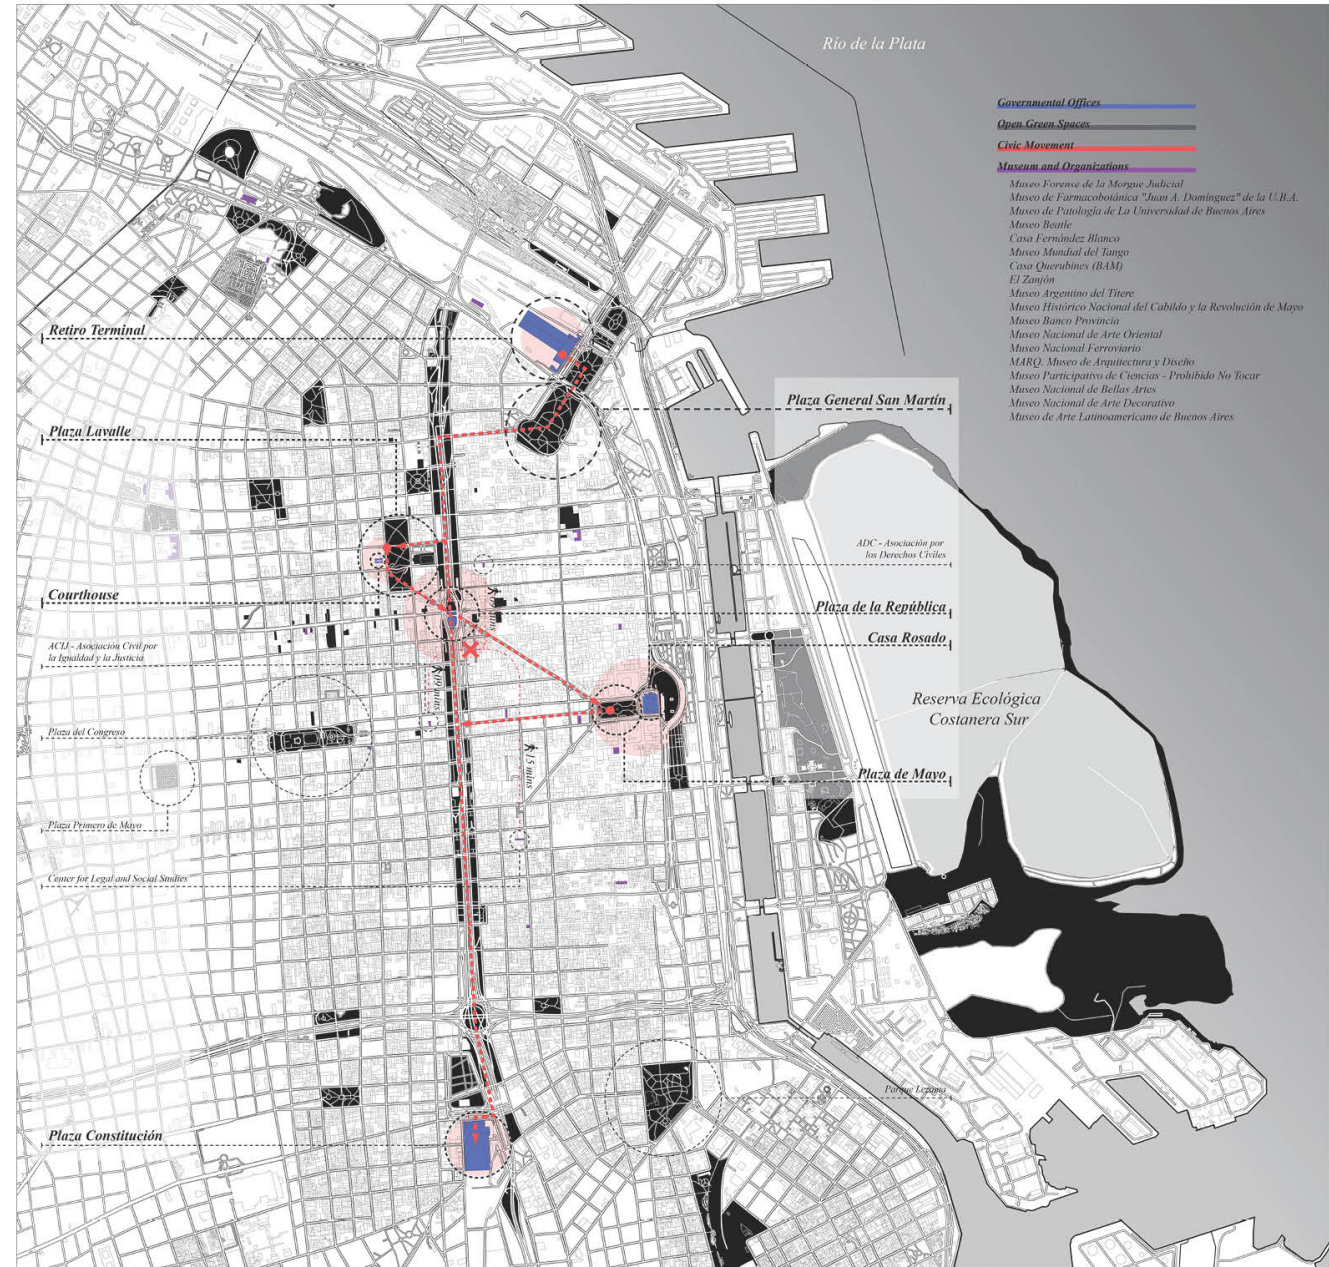 Río de la Plata
Governmental Offices
Open Green Spaces
Civic Movement
Museum and Organizations
Museo Forense de la Morgue Judicial
Museo de Farmacobotánica "Juan A. Domínguez" de la U.B.A.
Museo de Patología de La Universidad de Buenos Aires
Museo Beatle
Casa Fernández Blanco
Museo Mundial del Tango
Casa Querubines (BAM)
El Zanjón
Museo Argentino del Títere
Museo Histórico Nacional del Cabildo y la Revolución de Mayo
Museo Banco Provincia
Museo Nacional de Arte Oriental
Museo Nacional Ferroviario
MARQ, Museo de Arquitectura y Diseño
Museo Participativo de Ciencias - Prohibido No Tocar
Museo Nacional de Bellas Artes
Museo Nacional de Arte Decorativo
Museo de Arte Latinoamericano de Buenos Aires
Retiro Terminal
Plaza General San Martín
Plaza Lavalle
ADC - Asociación por
los Derechos Civiles
Courthouse
Plaza de la República
Casa Rosado
ACIJ - Asociación Civil por
la Igualdad y la Justicia
09 mins
Reserva Ecológica
Costanera Sur
Plaza del Congreso
15 mins
Plaza de Mayo
Plaza Primero de Mayo
Center for Legal and Social Studies
Parque Lezama
Plaza Constitución